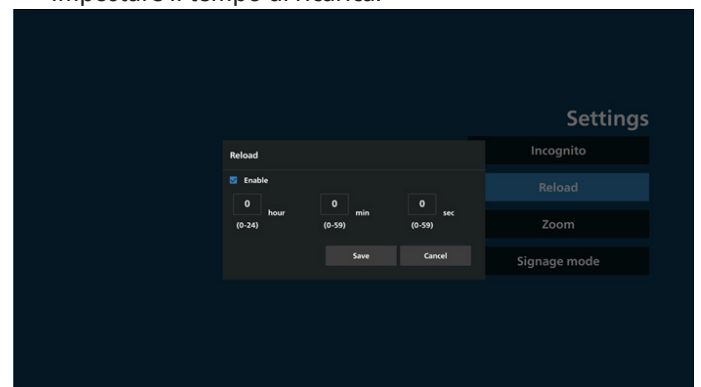 impostare il tempo di ricarica.
Settings
Incognito
Reload
Zoom
Signage mode
Reload
Enable
0 hour 0 min 0 sec
(0-24) (0-59) (0-59)
Save Cancel